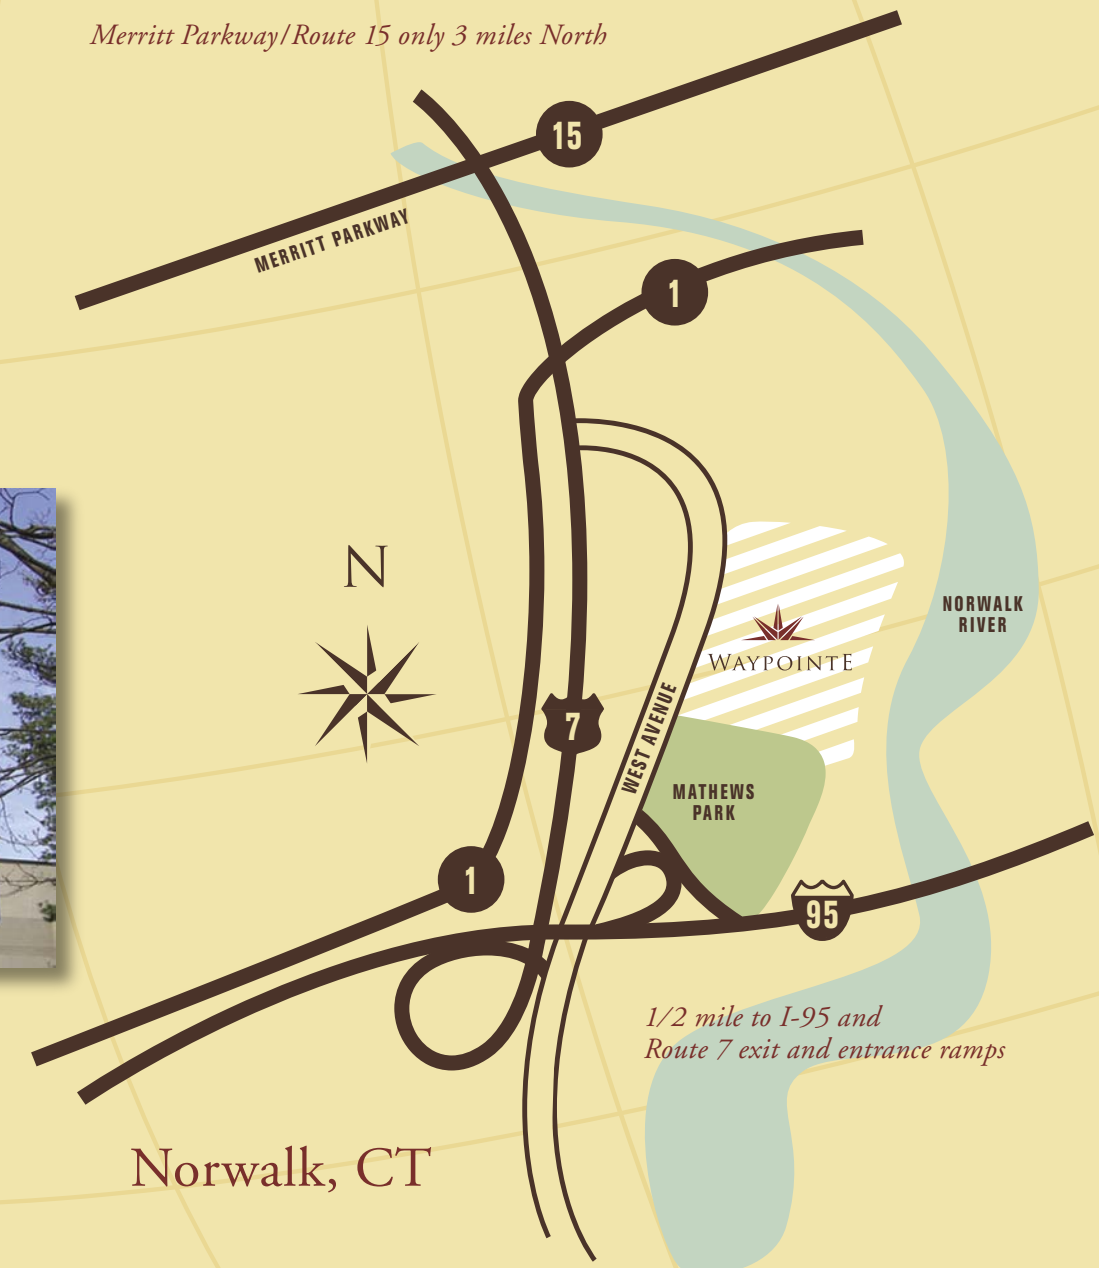 Merritt Parkway/Route 15 only 3 miles North
15
MERRITT PARKWAY
1
N
NORWALK
RIVER
WAYPOINTE
7
WEST AVENUE
MATHEWS
PARK
1
95
1/2 mile to I-95 and
Route 7 exit and entrance ramps
Norwalk, CT